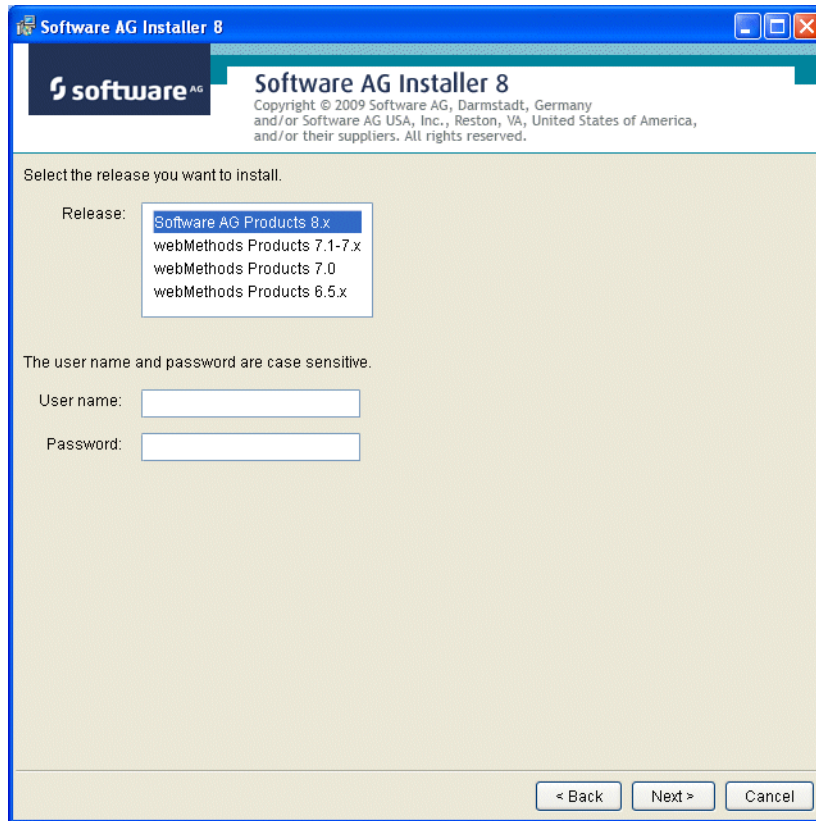 Software AG Installer 8
software AG
Software AG Installer 8
Copyright © 2009 Software AG, Darmstadt, Germany
and/or Software AG USA, Inc., Reston, VA, United States of America,
and/or their suppliers. All rights reserved.
Select the release you want to install.
Release:
Software AG Products 8.x
webMethods Products 7.1-7.x
webMethods Products 7.0
webMethods Products 6.5.x
The user name and password are case sensitive.
User name:
Password:
< Back Next > Cancel